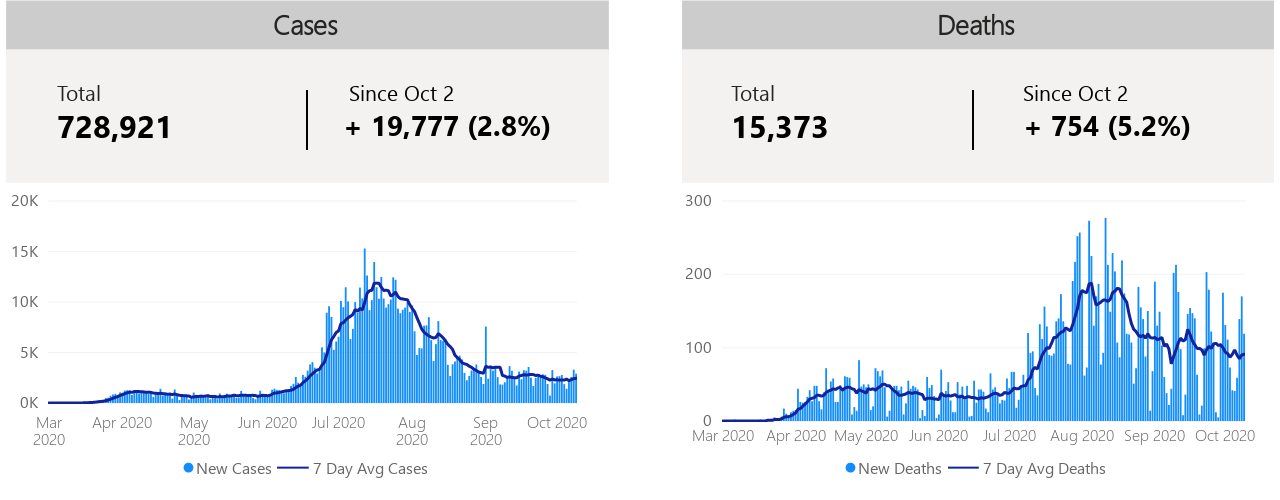 Cases
Total
728,921
Since Oct 2
+ 19,777 (2.8%)
20K
15K
10K
5K
0K
Mar 2020
Apr 2020
May 2020
Jun 2020
Jul 2020
Aug 2020
Sep 2020
Oct 2020
New Cases
7 Day Avg Cases
Deaths
Total
15,373
Since Oct 2
+ 754 (5.2%)
300
200
100
0
Mar 2020
Apr 2020
May 2020
Jun 2020
Jul 2020
Aug 2020
Sep 2020
Oct 2020
New Deaths
7 Day Avg Deaths